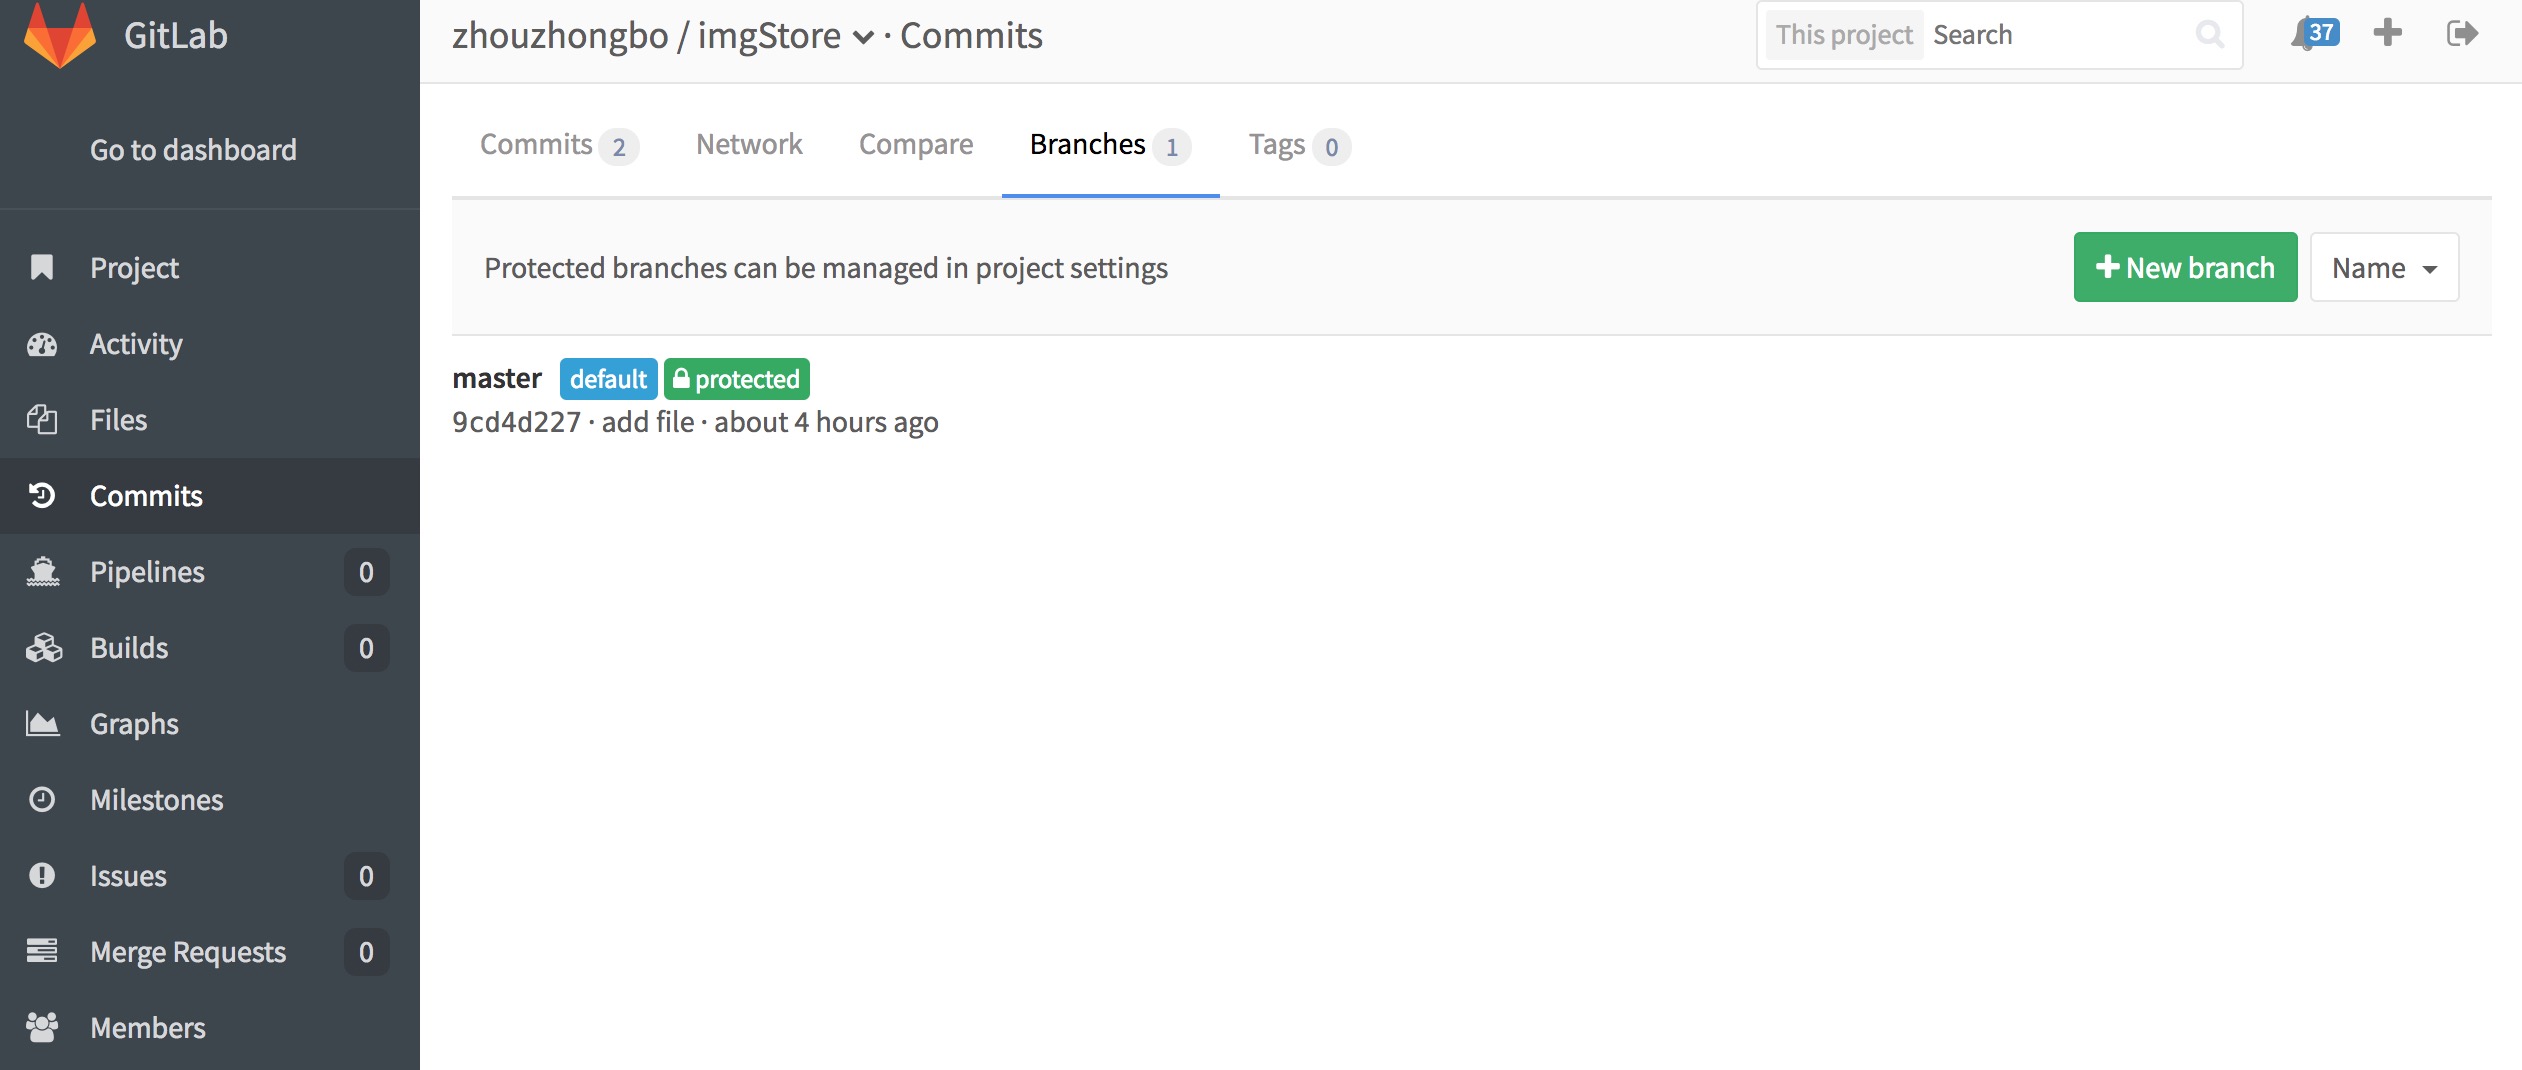 GitLab
zhouzhongbo / imgStore · Commits
This project Search
37
Go to dashboard
Project
Activity
Files
Commits
Pipelines 0
Builds 0
Graphs
Milestones
Issues 0
Merge Requests 0
Members
Commits 2 Network Compare Branches 1 Tags 0
Protected branches can be managed in project settings
New branch Name
master default protected
9cd4d227 · add file · about 4 hours ago